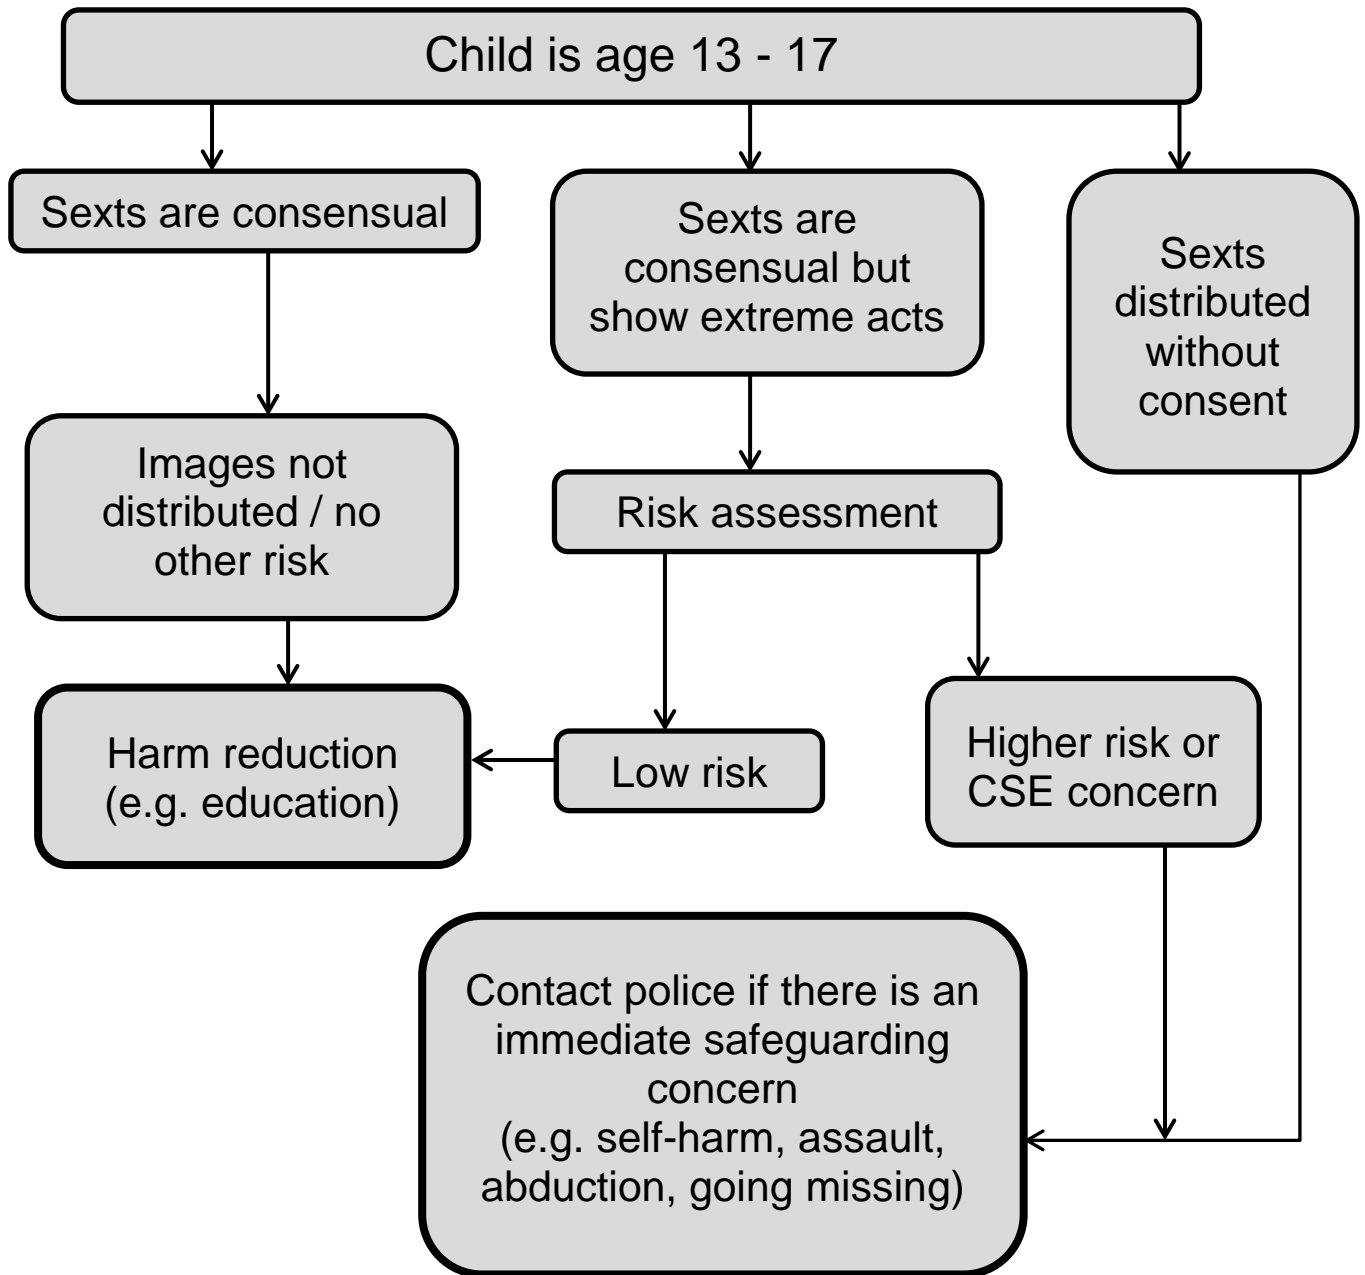 Child is age 13 - 17
Sexts are consensual
Sexts are
consensual but
show extreme acts
Sexts
distributed
without
consent
Images not
distributed / no
other risk
Risk assessment
Harm reduction
(e.g. education)
Low risk
Higher risk or
CSE concern
Contact police if there is an
immediate safeguarding
concern
(e.g. self-harm, assault,
abduction, going missing)